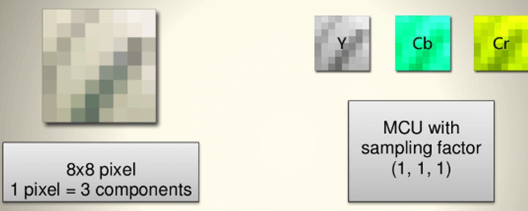 Y
Cb
Cr
8x8 pixel
1 pixel = 3 components
MCU with
sampling factor
(1, 1, 1)